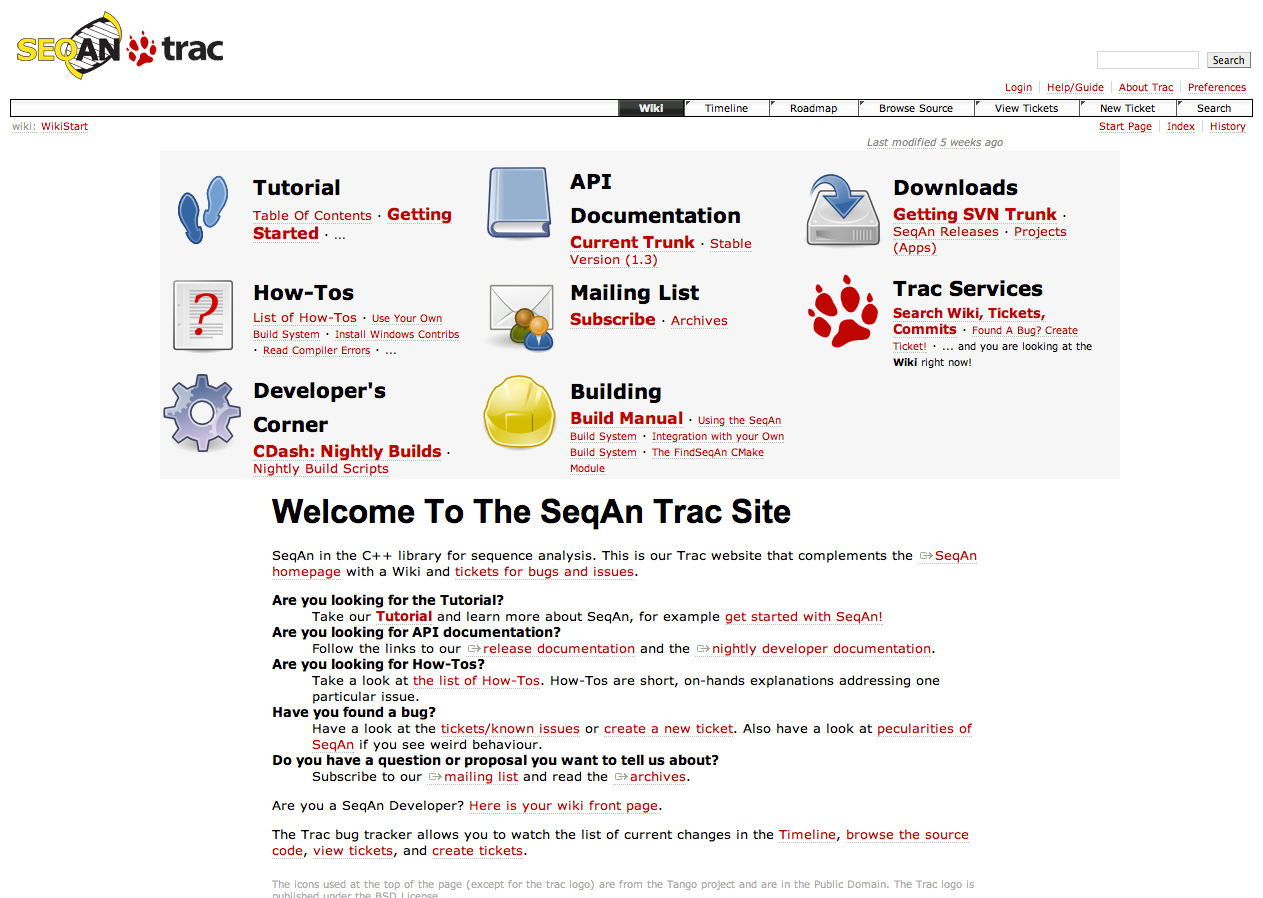 SEQAN trac
Search
Login Help/Guide About Trac Preferences
Wiki Timeline Roadmap Browse Source View Tickets New Ticket Search
wiki: WikiStart
Start Page Index History
Last modified 5 weeks ago
Tutorial
Table Of Contents · Getting
Started · ...
API
Documentation
Current Trunk · Stable
Version (1.3)
Downloads
Getting SVN Trunk ·
SeqAn Releases · Projects
(Apps)
?
How-Tos
List of How-Tos · Use Your Own
Build System · Install Windows Contribs
· Read Compiler Errors · ...
Mailing List
Subscribe · Archives
Trac Services
Search Wiki, Tickets,
Commits · Found A Bug? Create
Ticket! · ... and you are looking at the
Wiki right now!
Developer's
Corner
CDash: Nightly Builds ·
Nightly Build Scripts
Building
Build Manual · Using the SeqAn
Build System · Integration with your Own
Build System · The FindSeqAn CMake
Module
Welcome To The SeqAn Trac Site
SeqAn in the C++ library for sequence analysis. This is our Trac website that complements the SeqAn
homepage with a Wiki and tickets for bugs and issues.
Are you looking for the Tutorial?
Take our Tutorial and learn more about SeqAn, for example get started with SeqAn!
Are you looking for API documentation?
Follow the links to our release documentation and the nightly developer documentation.
Are you looking for How-Tos?
Take a look at the list of How-Tos. How-Tos are short, on-hands explanations addressing one
particular issue.
Have you found a bug?
Have a look at the tickets/known issues or create a new ticket. Also have a look at pecularities of
SeqAn if you see weird behaviour.
Do you have a question or proposal you want to tell us about?
Subscribe to our mailing list and read the archives.
Are you a SeqAn Developer? Here is your wiki front page.
The Trac bug tracker allows you to watch the list of current changes in the Timeline, browse the source
code, view tickets, and create tickets.
The icons used at the top of the page (except for the trac logo) are from the Tango project and are in the Public Domain. The Trac logo is
published under the BSD License.